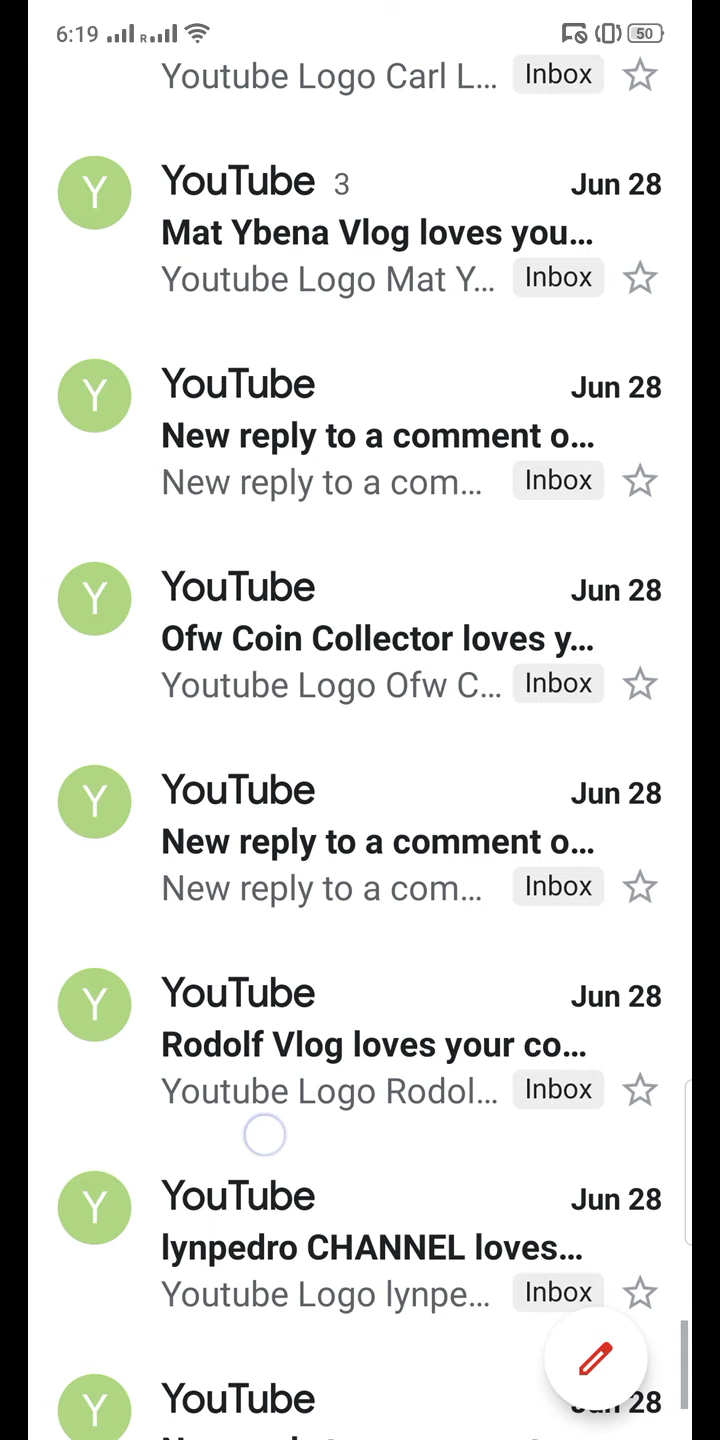 6:19 R 50
Youtube Logo Carl L... Inbox
Y YouTube 3 Jun 28
Mat Ybena Vlog loves you...
Youtube Logo Mat Y... Inbox
Y YouTube Jun 28
New reply to a comment o...
New reply to a com... Inbox
Y YouTube Jun 28
Ofw Coin Collector loves y...
Youtube Logo Ofw C... Inbox
Y YouTube Jun 28
New reply to a comment o...
New reply to a com... Inbox
Y YouTube Jun 28
Rodolf Vlog loves your co...
Youtube Logo Rodol... Inbox
Y YouTube Jun 28
lynpedro CHANNEL loves...
Youtube Logo lynpe... Inbox
Y YouTube Jun 28